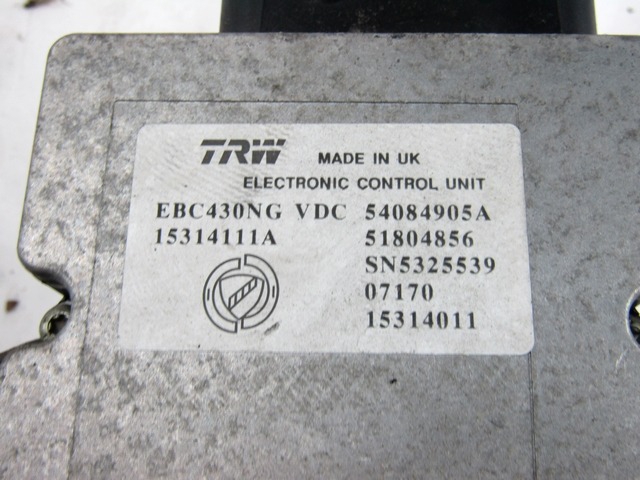 TRW MADE IN UK
ELECTRONIC CONTROL UNIT
EBC430NG VDC 54084905A
15314111A 51804856
SN5325539
07170
15314011